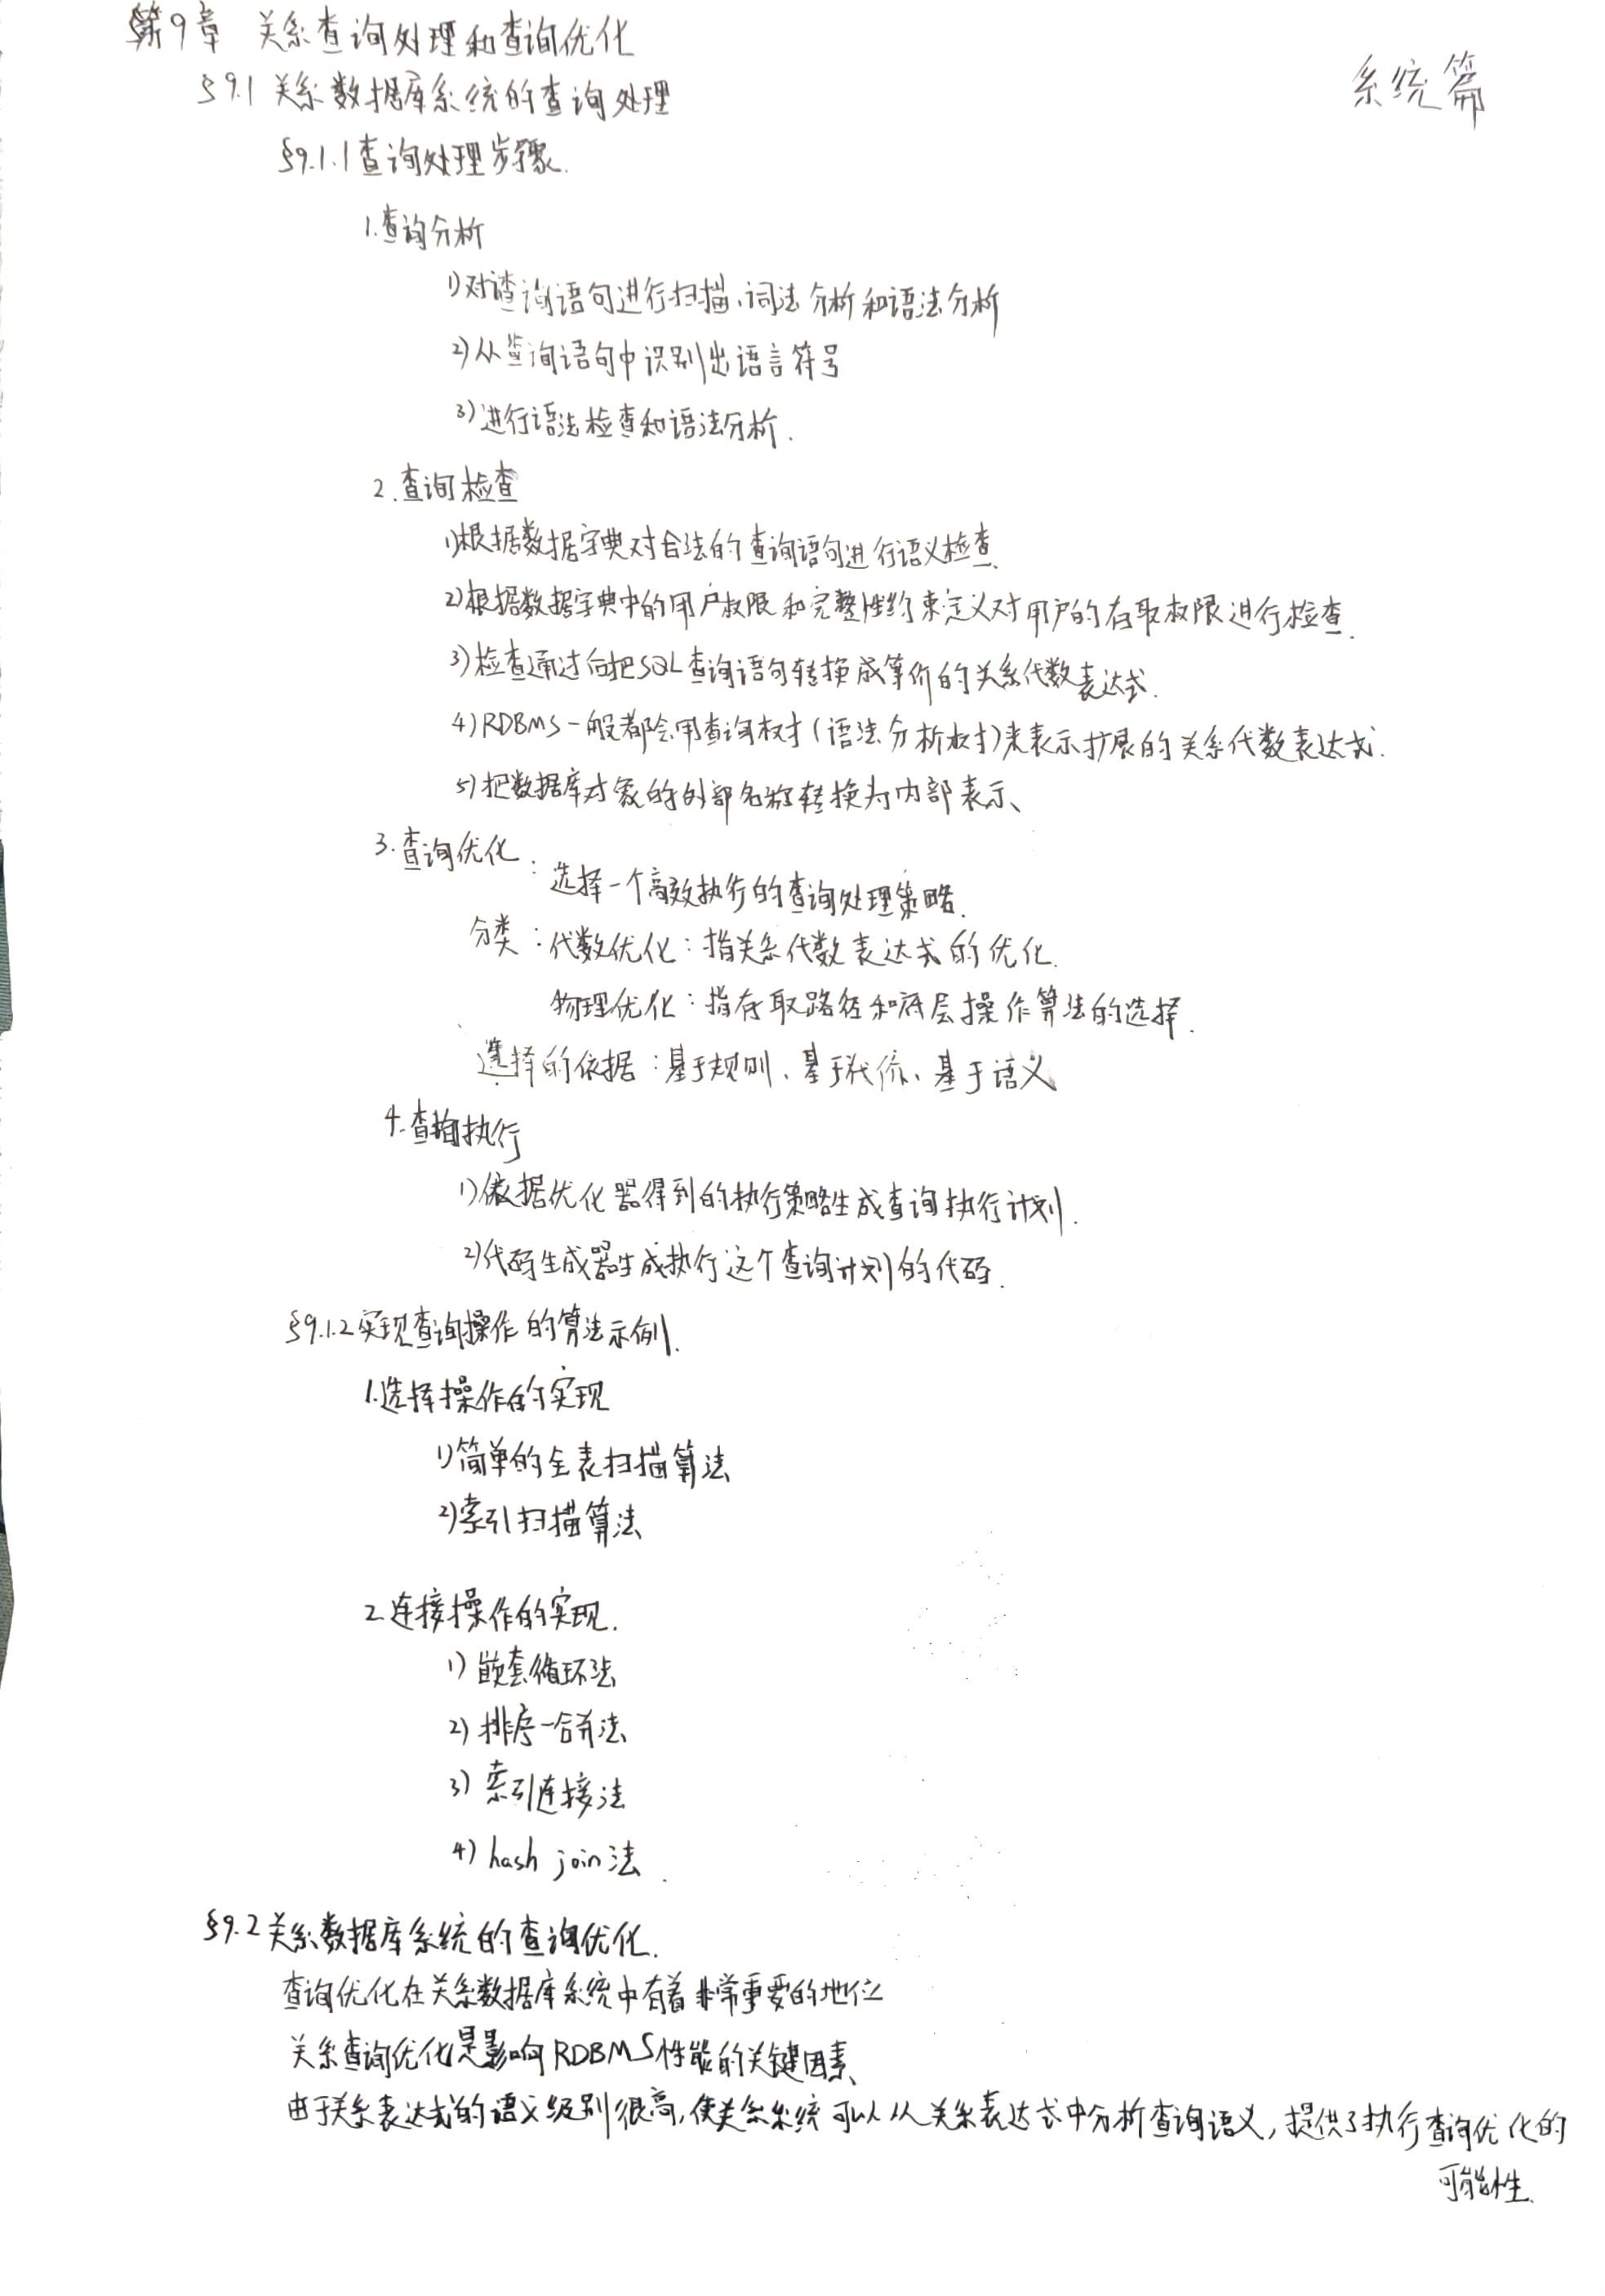 第9章 关系查询处理和查询优化
系统篇
§9.1 关系数据库系统的查询处理
§9.1.1 查询处理步骤.
1.查询分析
1)对查询语句进行扫描、词法分析和语法分析
2)从查询语句中识别出语言符号
3)进行语法检查和语法分析.
2.查询检查
1)根据数据字典对合法的查询语句进行语义检查.
2)根据数据字典中的用户权限和完整性约束定义对用户的存取权限进行检查.
3)检查通过后把SQL查询语句转换成等价的关系代数表达式.
4)RDBMS一般都会用查询树(语法分析树)来表示扩展的关系代数表达式.
5)把数据库对象的外部名称转换为内部表示、
3.查询优化:选择一个高效执行的查询处理策略.
分类:代数优化:指关系代数表达式的优化.
物理优化:指存取路径和底层操作算法的选择.
选择的依据:基于规则、基于代价、基于语义
4.查询执行
1)依据优化器得到的执行策略生成查询执行计划.
2)代码生成器生成执行这个查询计划的代码.
§9.1.2 实现查询操作的算法示例.
1.选择操作的实现
1)简单的全表扫描算法
2)索引扫描算法
2.连接操作的实现.
1)嵌套循环法
2)排序-合并法
3)索引连接法
4)hash join法.
§9.2 关系数据库系统的查询优化.
查询优化在关系数据库系统中有着非常重要的地位
关系查询优化是影响RDBMS性能的关键因素、
由于关系表达式的语义级别很高,使关系系统可以从关系表达式中分析查询语义,提供了执行查询优化的
可能性.